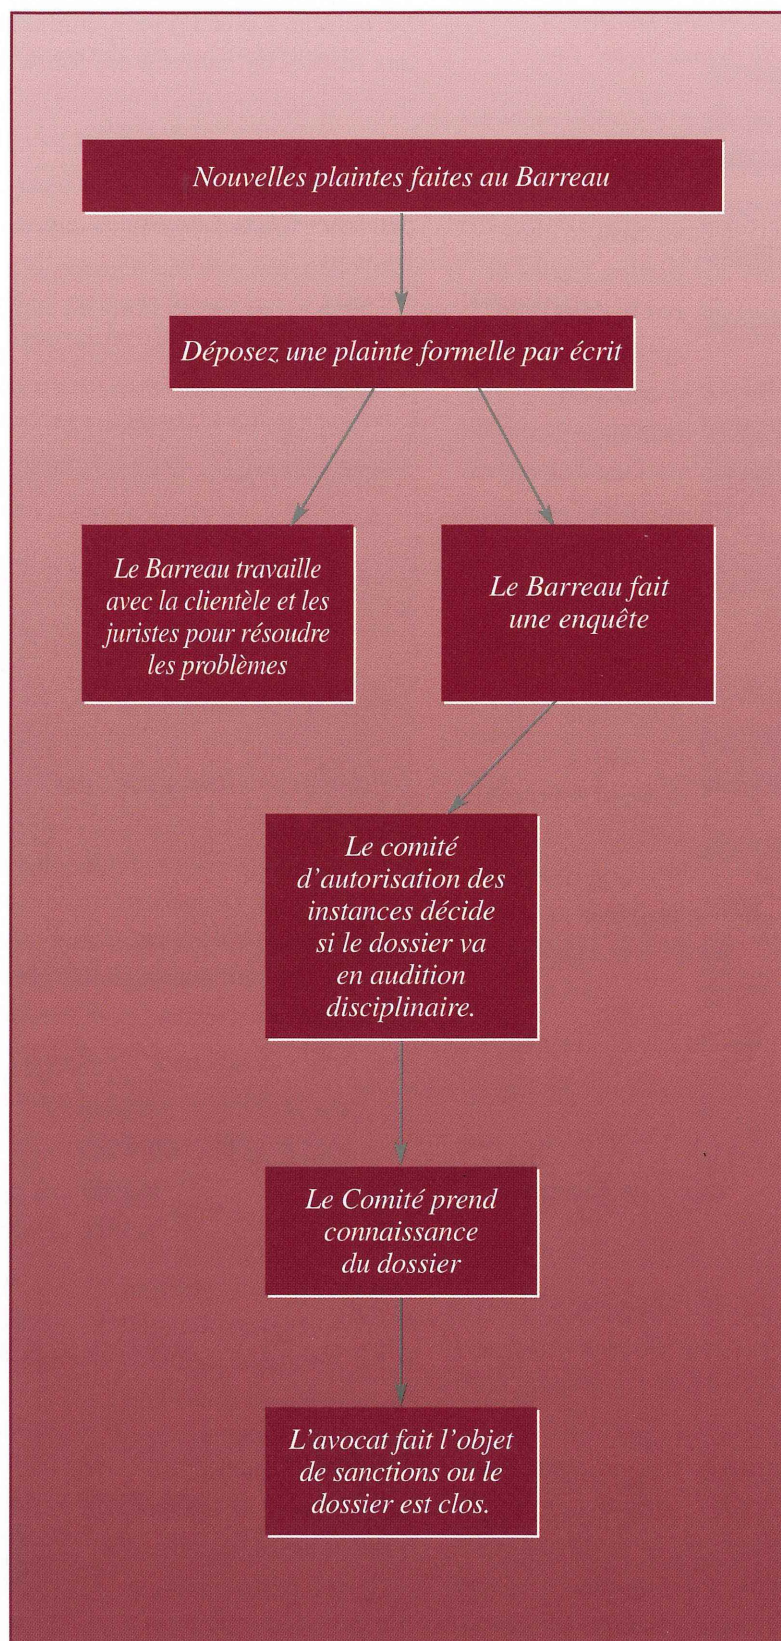 Nouvelles plaintes faites au Barreau
Déposez une plainte formelle par écrit
Le Barreau travaille
avec la clientèle et les
juristes pour résoudre
les problèmes
Le Barreau fait
une enquête
Le comité
d'autorisation des
instances décide
si le dossier va
en audition
disciplinaire.
Le Comité prend
connaissance
du dossier
L'avocat fait l'objet
de sanctions ou le
dossier est clos.